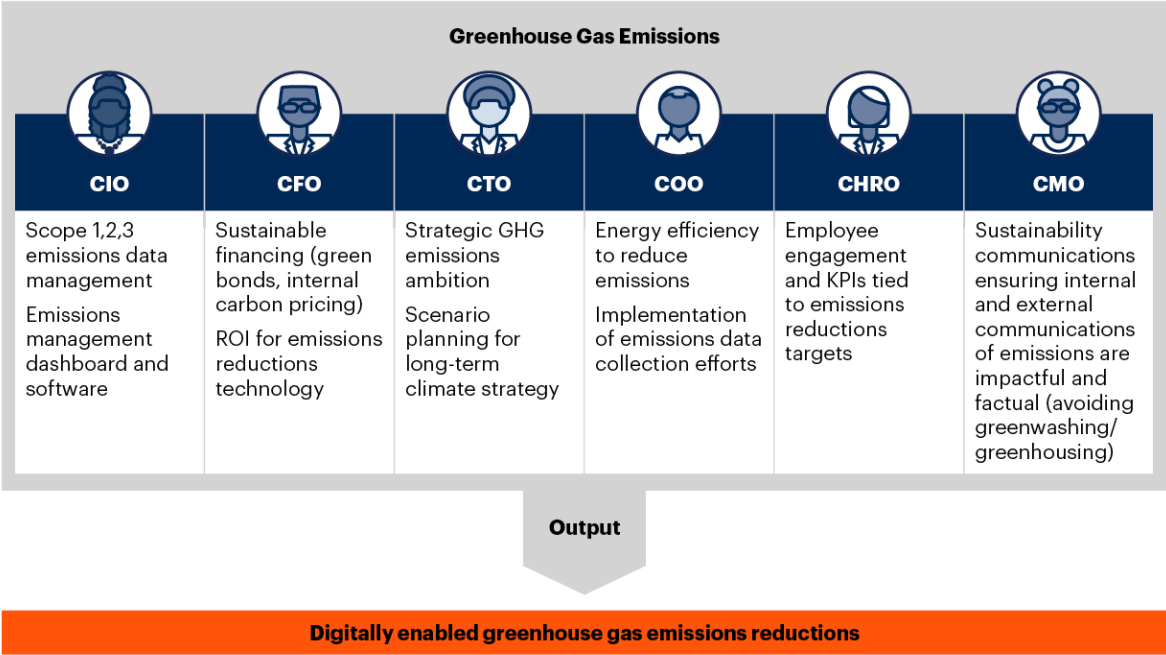 Greenhouse Gas Emissions
CIO
Scope 1,2,3
emissions data
management
Emissions
management
dashboard and
software
CFO
Sustainable
financing (green
bonds, internal
carbon pricing)
ROI for emissions
reductions
technology
CTO
Strategic GHG
emissions
ambition
Scenario
planning for
long-term
climate strategy
COO
Energy efficiency
to reduce
emissions
Implementation
of emissions data
collection efforts
CHRO
Employee
engagement
and KPIs tied
to emissions
reductions
targets
CMO
Sustainability
communications
ensuring internal
and external
communications
of emissions are
impactful and
factual (avoiding
greenwashing/
greenhousing)
Output
Digitally enabled greenhouse gas emissions reductions